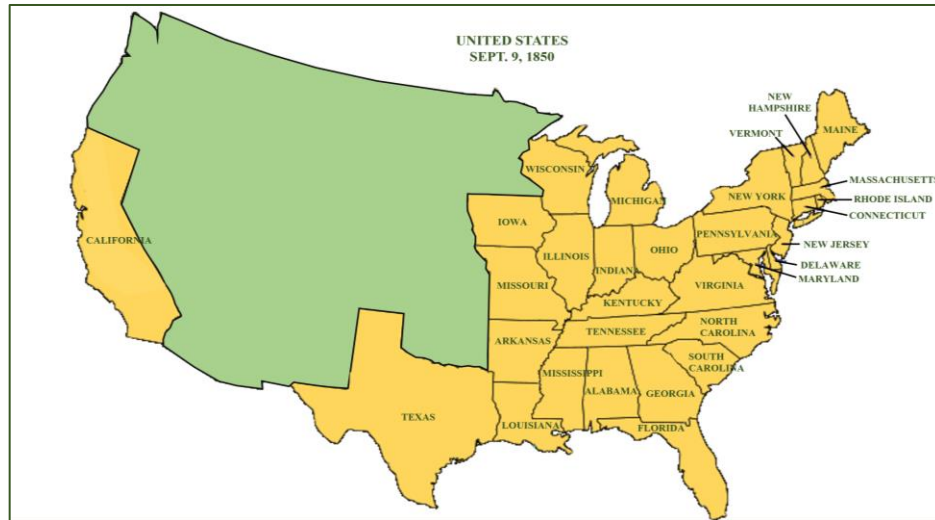 UNITED STATES
SEPT. 9, 1850
NEW
HAMPSHIRE
VERMONT
MAINE
WISCONSIN
MICHIGAN
NEW YORK
MASSACHUSETT
RHODE ISLAND
CONNECTICUT
IOWA
PENNSYLVANIA
NEW JERSEY
CALIFORNIA
ILLINOIS
INDIANA
OHIO
DELAWARE
MARYLAND
MISSOURI
VIRGINIA
KENTUCKY
NORTH
CAROLINA
TENNESSEE
ARKANSAS
SOUTH
CAROLINA
MISSISSIPPI
ALABAMA
GEORGIA
TEXAS
LOUISIANA
FLORIDA